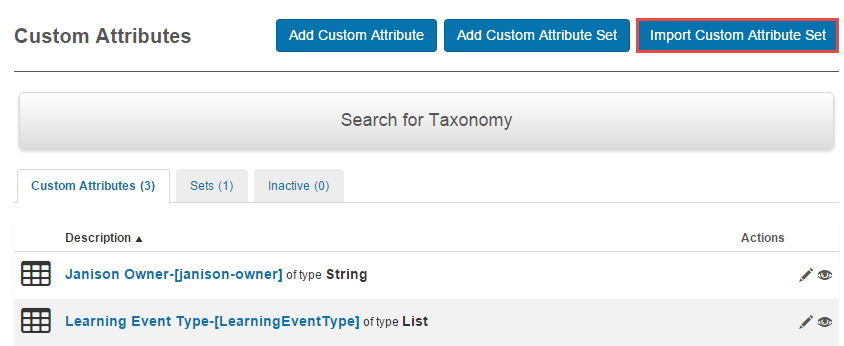 Custom Attributes
Add Custom Attribute
Add Custom Attribute Set
Import Custom Attribute Set
Search for Taxonomy
Custom Attributes (3)
Sets (1)
Inactive (0)
Description ▲
Actions
Janison Owner-[janison-owner] of type String
Learning Event Type-[LearningEventType] of type List